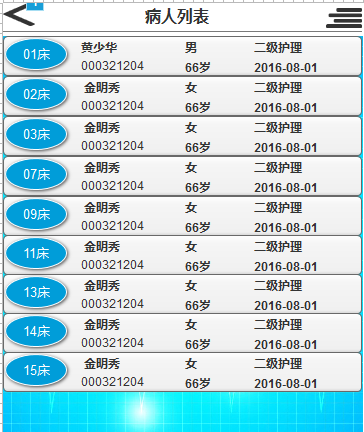 病人列表
01床 黄少华 男 二级护理
000321204 66岁 2016-08-01
02床 金明秀 女 二级护理
000321204 66岁 2016-08-01
03床 金明秀 女 二级护理
000321204 66岁 2016-08-01
07床 金明秀 女 二级护理
000321204 66岁 2016-08-01
09床 金明秀 女 二级护理
000321204 66岁 2016-08-01
11床 金明秀 女 二级护理
000321204 66岁 2016-08-01
13床 金明秀 女 二级护理
000321204 66岁 2016-08-01
14床 金明秀 女 二级护理
000321204 66岁 2016-08-01
15床 金明秀 女 二级护理
000321204 66岁 2016-08-01